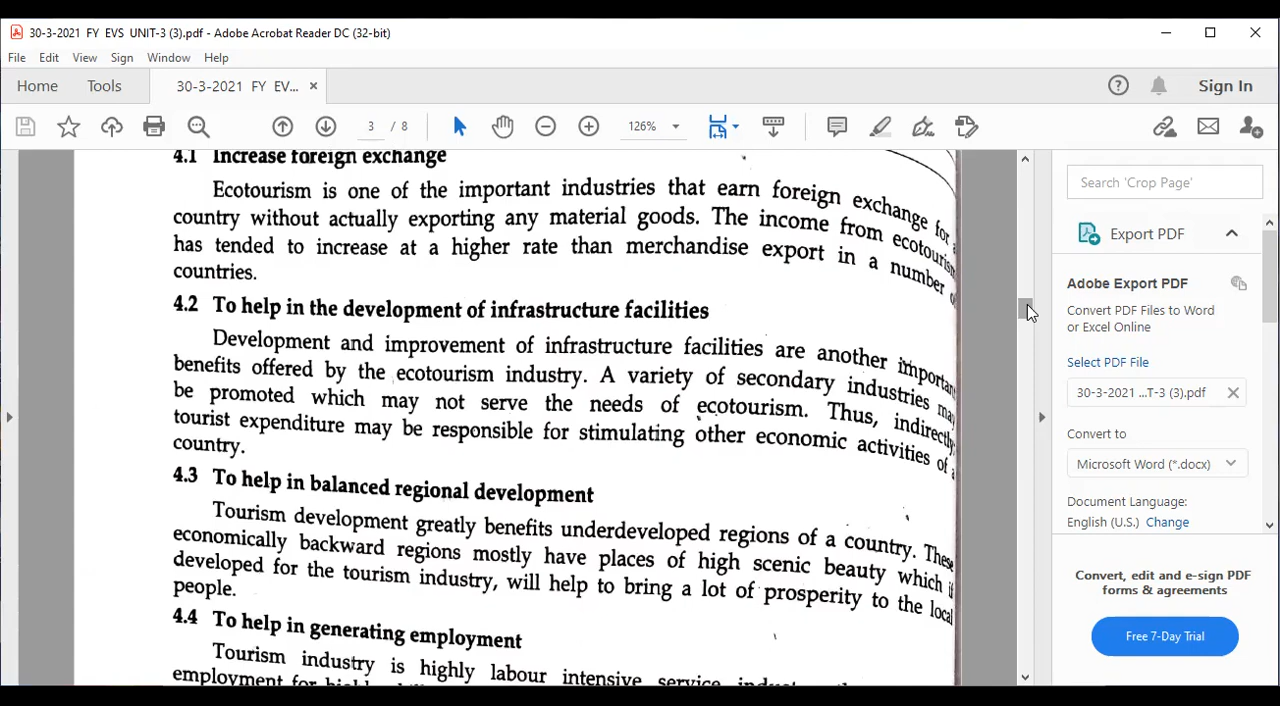 30-3-2021 FY EVS UNIT-3 (3).pdf - Adobe Acrobat Reader DC (32-bit)
File Edit View Sign Window Help
Home Tools 30-3-2021 FY EV... × Sign In
3 / 8 126%
4.1 Increase foreign exchange
Ecotourism is one of the important industries that earn foreign exchange for a
country without actually exporting any material goods. The income from ecotourism
has tended to increase at a higher rate than merchandise export in a number of
countries.
4.2 To help in the development of infrastructure facilities
Development and improvement of infrastructure facilities are another important
benefits offered by the ecotourism industry. A variety of secondary industries may
be promoted which may not serve the needs of ecotourism. Thus, indirectly,
tourist expenditure may be responsible for stimulating other economic activities of a
country.
4.3 To help in balanced regional development
Tourism development greatly benefits underdeveloped regions of a country. These
economically backward regions mostly have places of high scenic beauty which if
developed for the tourism industry, will help to bring a lot of prosperity to the local
people.
4.4 To help in generating employment
Tourism industry is highly labour intensive service
employment for
Search 'Crop Page'
Export PDF
Adobe Export PDF
Convert PDF Files to Word
or Excel Online
Select PDF File
30-3-2021 ...T-3 (3).pdf ×
Convert to
Microsoft Word (*.docx)
Document Language:
English (U.S.) Change
Convert, edit and e-sign PDF
forms & agreements
Free 7-Day Trial